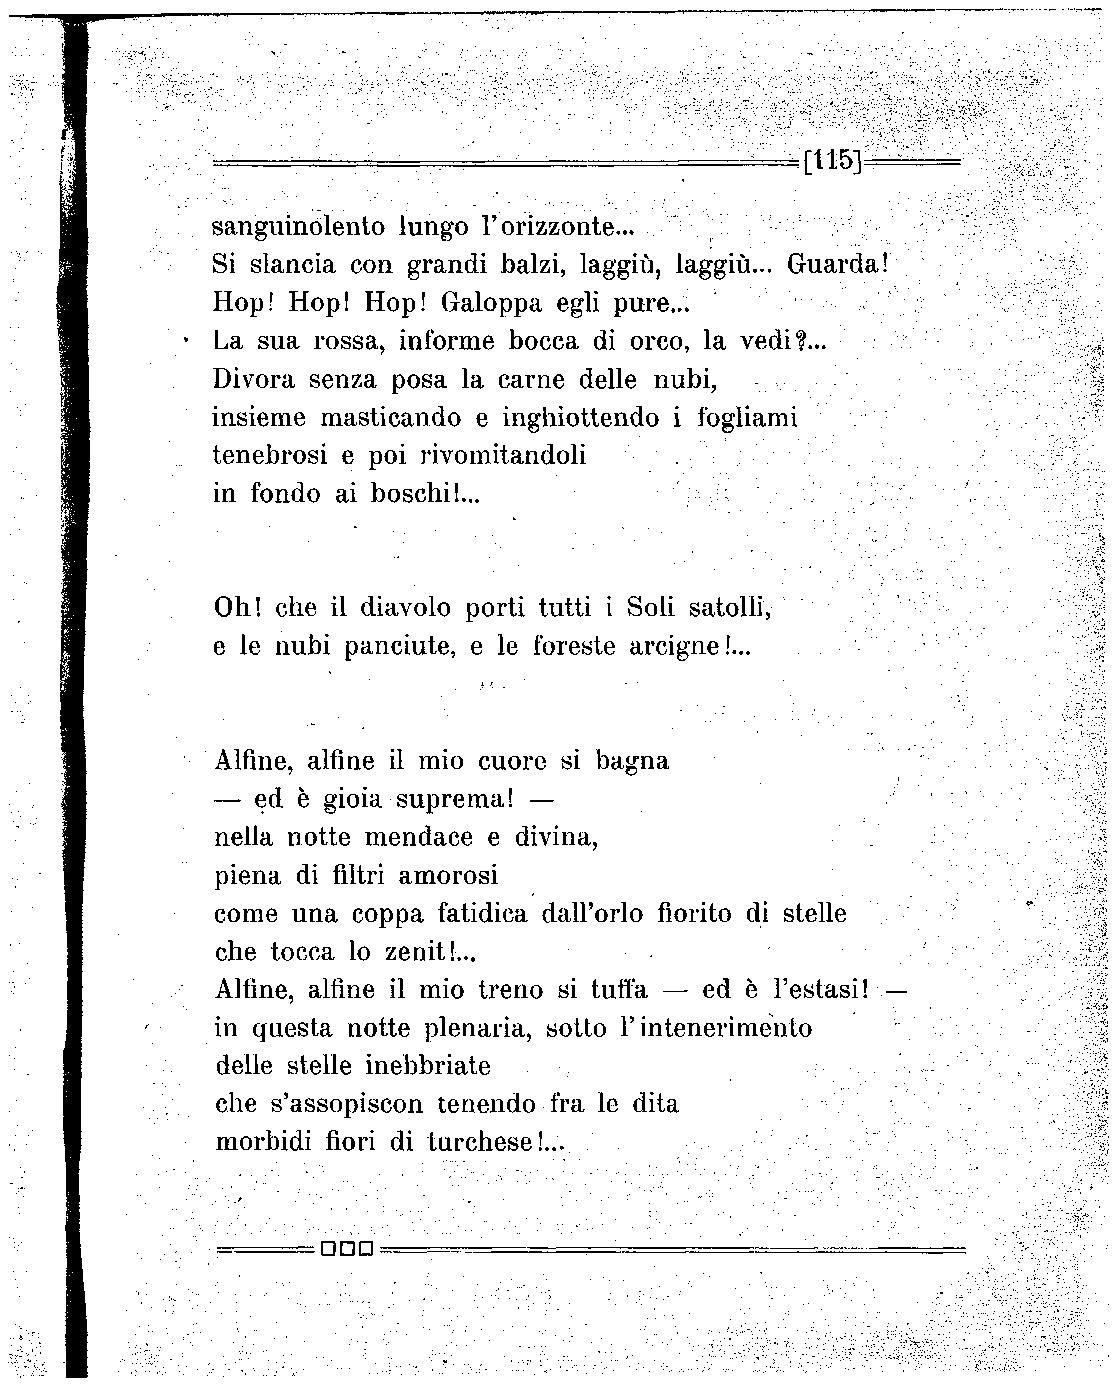 [115]
sanguinolento lungo l'orizzonte...
Si slancia con grandi balzi, laggiù, laggiù... Guarda!
Hop! Hop! Hop! Galoppa egli pure...
La sua rossa, informe bocca di orco, la vedi?...
Divora senza posa la carne delle nubi,
insieme masticando e inghiottendo i fogliami
tenebrosi e poi rivomitandoli
in fondo ai boschi!...
Oh! che il diavolo porti tutti i Soli satolli,
e le nubi panciute, e le foreste arcigne!...
Alfine, alfine il mio cuore si bagna
— ed è gioia suprema! —
nella notte mendace e divina,
piena di filtri amorosi
come una coppa fatidica dall'orlo fiorito di stelle
che tocca lo zenit!...
Alfine, alfine il mio treno si tuffa — ed è l'estasi! —
in questa notte plenaria, sotto l'intenerimento
delle stelle inebbriate
che s'assopiscon tenendo fra le dita
morbidi fiori di turchese!...